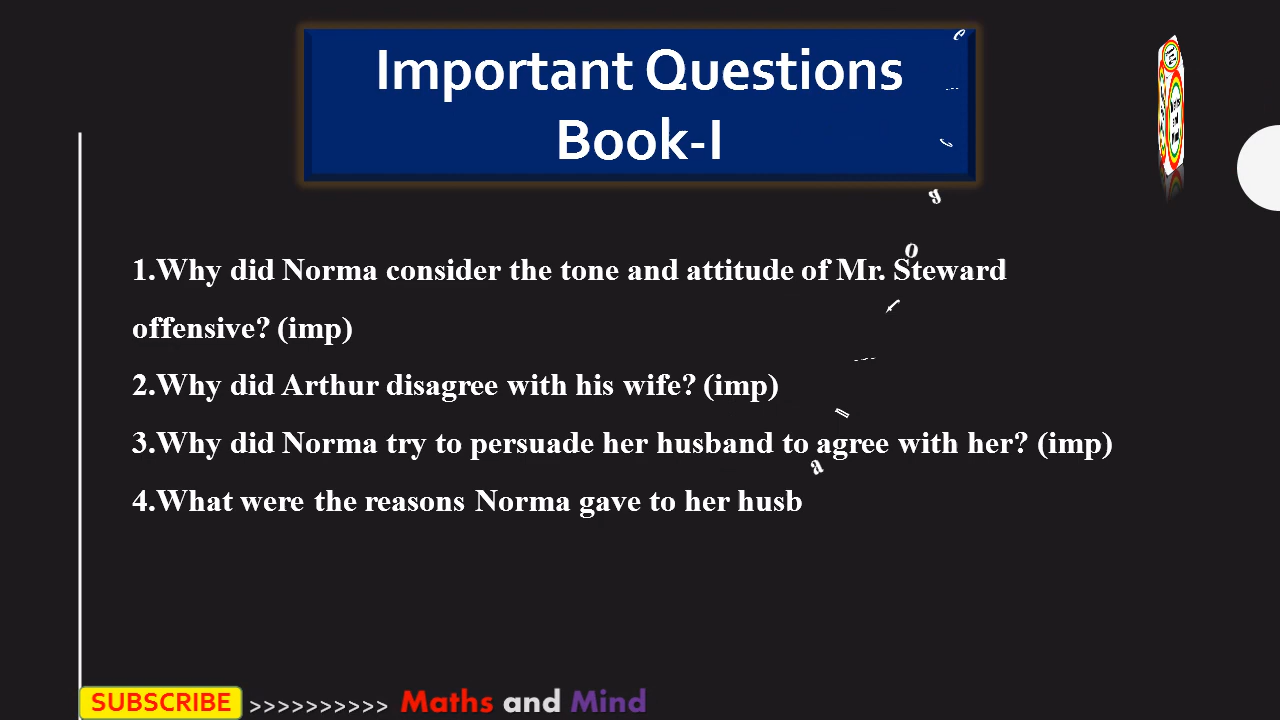 Important Questions
Book-I
1.Why did Norma consider the tone and attitude of Mr. Steward
offensive? (imp)
2.Why did Arthur disagree with his wife? (imp)
3.Why did Norma try to persuade her husband to agree with her? (imp)
4.What were the reasons Norma gave to her husb
SUBSCRIBE >>>>>>>>>> Maths and Mind